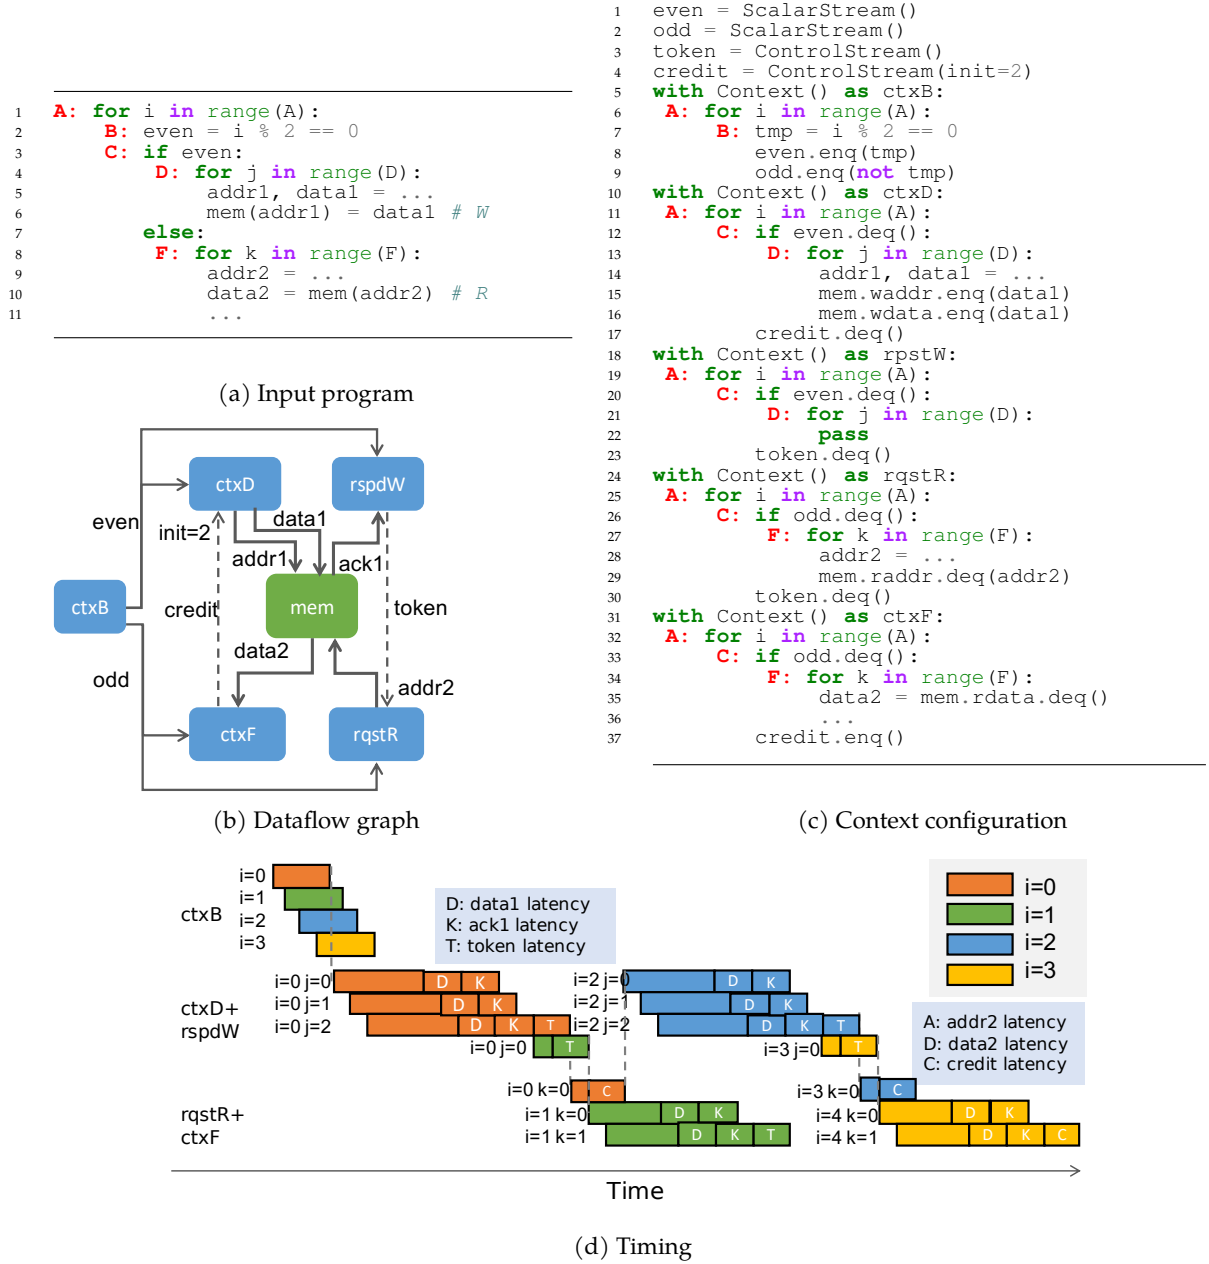 1 A: for i in range(A):
2 B: even = i % 2 == 0
3 C: if even:
4 D: for j in range(D):
5 addr1, data1 = ...
6 mem(addr1) = data1 # W
7 else:
8 F: for k in range(F):
9 addr2 = ...
10 data2 = mem(addr2) # R
11 ...
(a) Input program
ctxD
rspdW
even
init=2
data1
addr1
ack1
ctxB
credit
mem
token
data2
odd
addr2
ctxF
rqstR
(b) Dataflow graph
1 even = ScalarStream()
2 odd = ScalarStream()
3 token = ControlStream()
4 credit = ControlStream(init=2)
5 with Context() as ctxB:
6 A: for i in range(A):
7 B: tmp = i % 2 == 0
8 even.enq(tmp)
9 odd.enq(not tmp)
10 with Context() as ctxD:
11 A: for i in range(A):
12 C: if even.deq():
13 D: for j in range(D):
14 addr1, data1 = ...
15 mem.waddr.enq(data1)
16 mem.wdata.enq(data1)
17 credit.deq()
18 with Context() as rpstW:
19 A: for i in range(A):
20 C: if even.deq():
21 D: for j in range(D):
22 pass
23 token.deq()
24 with Context() as rqstR:
25 A: for i in range(A):
26 C: if odd.deq():
27 F: for k in range(F):
28 addr2 = ...
29 mem.raddr.deq(addr2)
30 token.deq()
31 with Context() as ctxF:
32 A: for i in range(A):
33 C: if odd.deq():
34 F: for k in range(F):
35 data2 = mem.rdata.deq()
36 ...
37 credit.enq()
(c) Context configuration
ctxB
i=0
i=1
i=2
i=3
D: data1 latency
K: ack1 latency
T: token latency
i=0
i=1
i=2
i=3
ctxD+
rspdW
i=0 j=0 D K
i=0 j=1 D K
i=0 j=2 D K T
i=0 j=0 T
i=2 j=0 D K
i=2 j=1 D K
i=2 j=2 D K T
i=3 j=0 T
A: addr2 latency
D: data2 latency
C: credit latency
rqstR+
ctxF
i=0 k=0 C
i=1 k=0 D K
i=1 k=1 D K T
i=3 k=0 C
i=4 k=0 D K
i=4 k=1 D K C
Time
(d) Timing